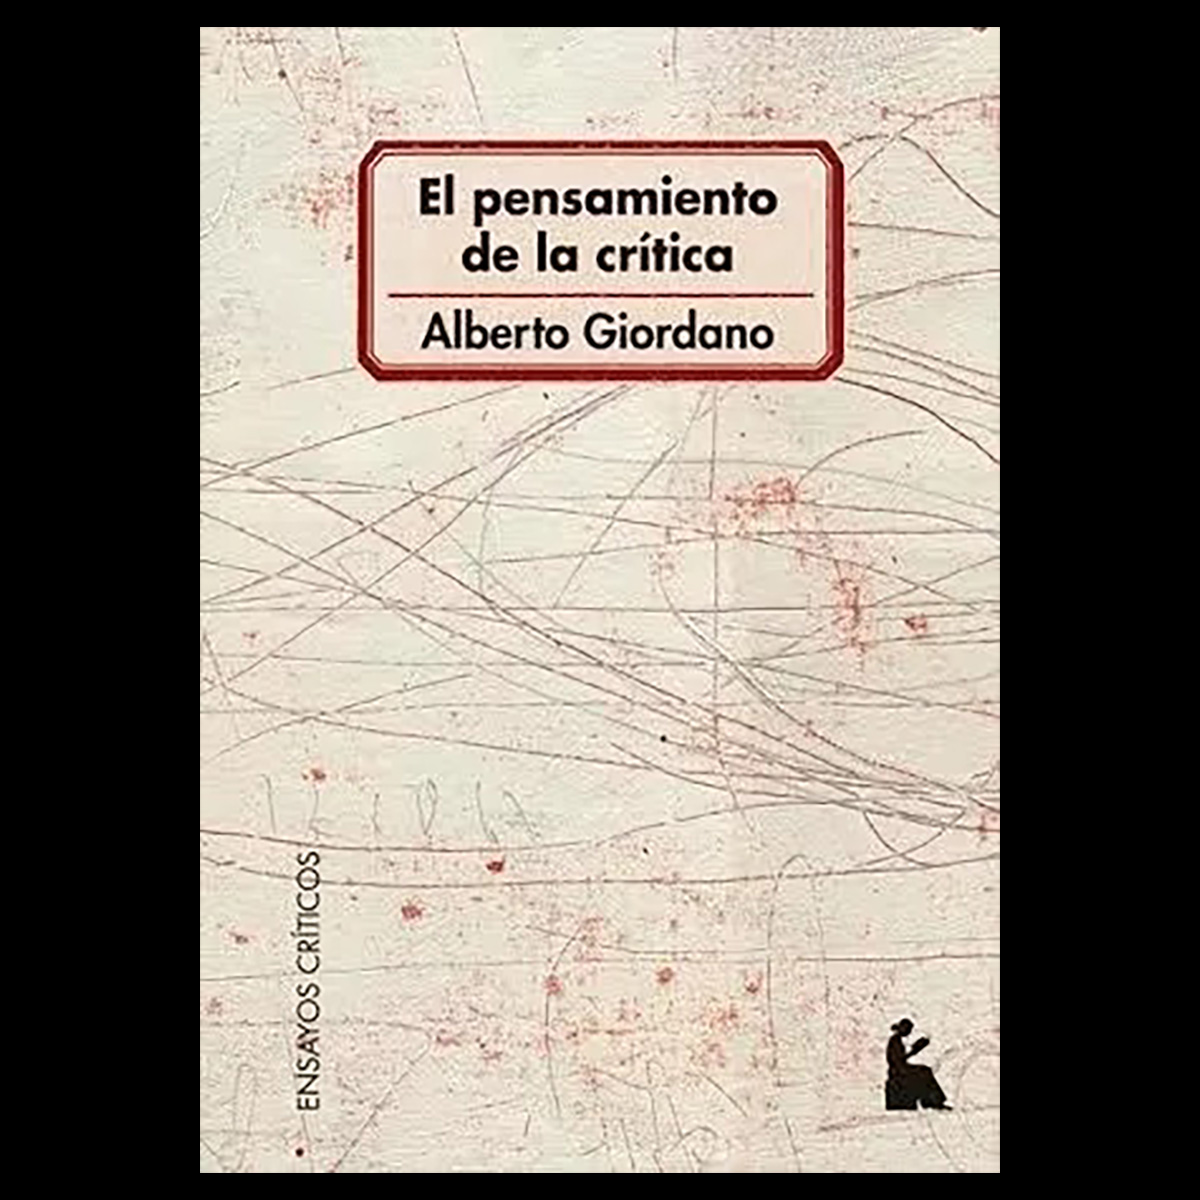 El pensamiento
de la crítica
Alberto Giordano
ENSAYOS CRÍTICOS